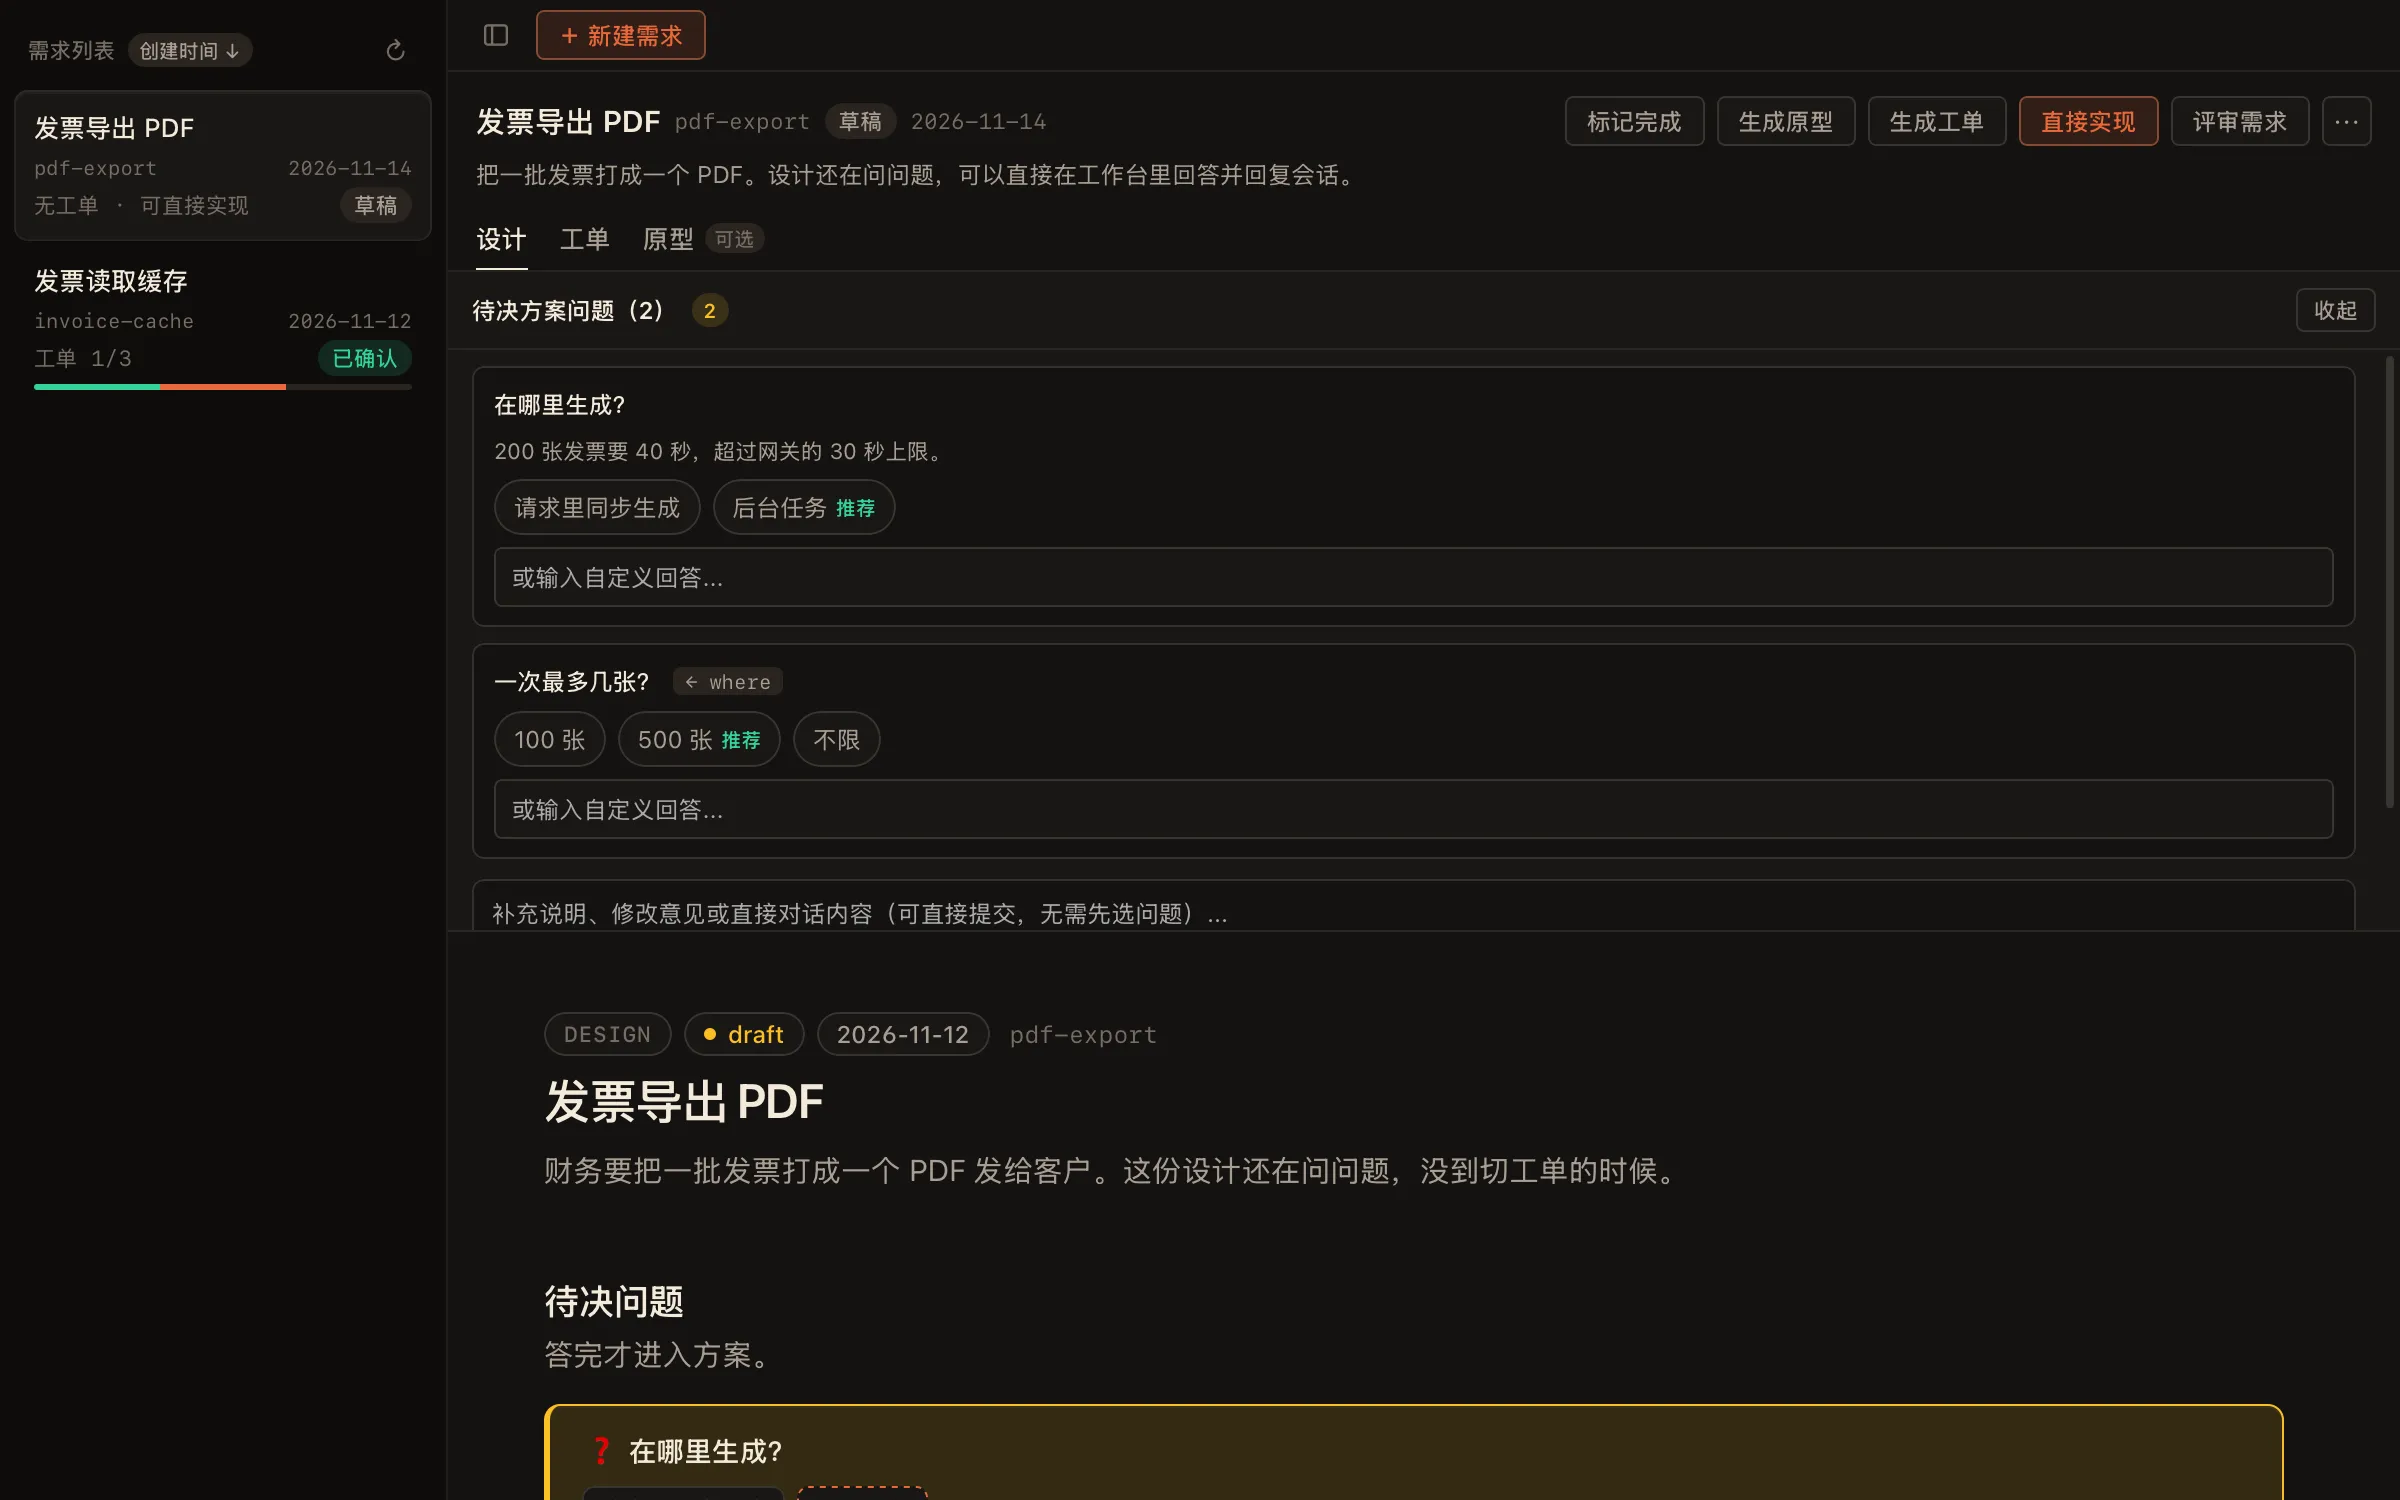 需求列表 创建时间 ↓
发票导出 PDF
pdf-export 2026-11-14
无工单 · 可直接实现 草稿
发票读取缓存
invoice-cache 2026-11-12
工单 1/3 已确认
+ 新建需求
发票导出 PDF pdf-export 草稿 2026-11-14
标记完成 生成原型 生成工单 直接实现 评审需求 ···
把一批发票打成一个 PDF。设计还在问问题，可以直接在工作台里回答并回复会话。
设计 工单 原型 可选
待决方案问题（2） 2 收起
在哪里生成?
200 张发票要 40 秒，超过网关的 30 秒上限。
请求里同步生成 后台任务 推荐
或输入自定义回答...
一次最多几张? ← where
100 张 500 张 推荐 不限
或输入自定义回答...
补充说明、修改意见或直接对话内容（可直接提交，无需先选问题）...
DESIGN draft 2026-11-12 pdf-export
发票导出 PDF
财务要把一批发票打成一个 PDF 发给客户。这份设计还在问问题，没到切工单的时候。
待决问题
答完才进入方案。
❓ 在哪里生成?